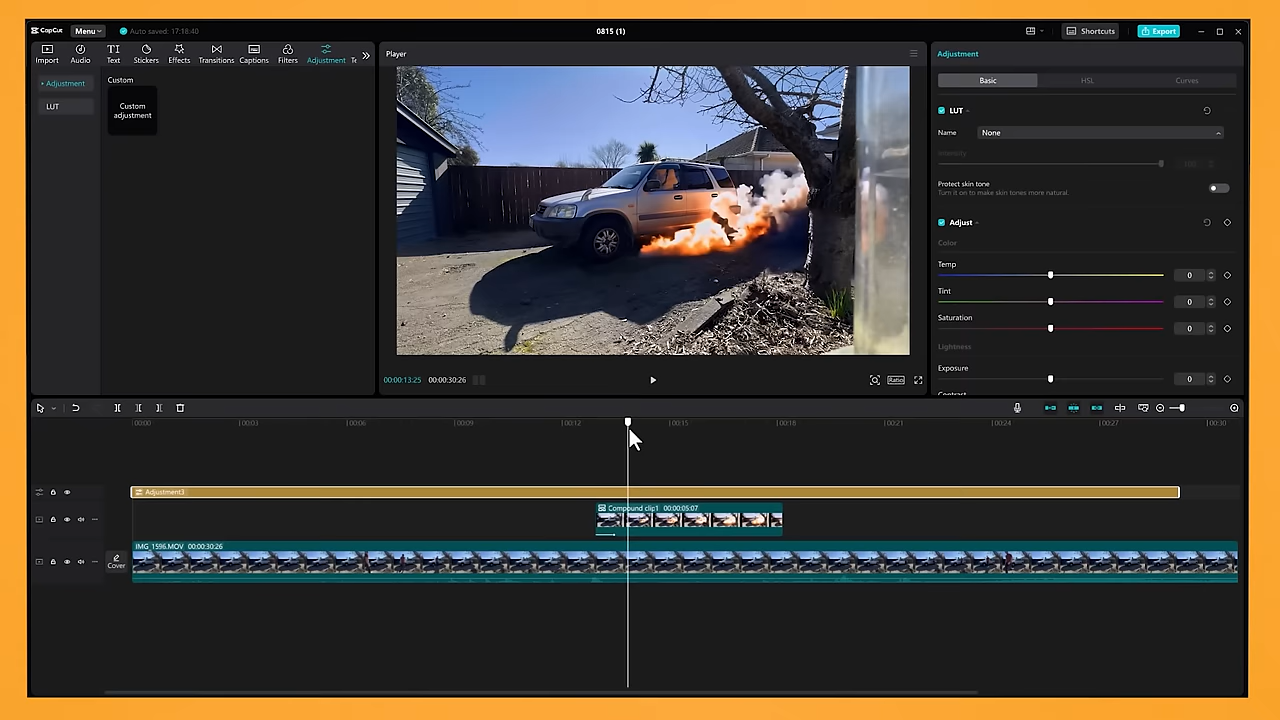 CapCut Menu Auto saved: 17:18:40 0815 (1) Shortcuts Export
Import Audio Text Stickers Effects Transitions Captions Filters Adjustment Te
Adjustment
LUT
Custom
Custom adjustment
Player
00:00:13:25 00:00:30:26 Ratio
Adjustment
Basic HSL Curves
LUT
Name None
Intensity 100
Protect skin tone
Turn it on to make skin tones more natural.
Adjust
Color
Temp 0
Tint 0
Saturation 0
Lightness
Exposure 0
Contrast
00:00 00:03 00:06 00:09 00:12 00:15 00:18 00:21 00:24 00:27 00:30
Adjustment3
Compound clip1 00:00:05:07
IMG_1596.MOV 00:00:30:26
Cover